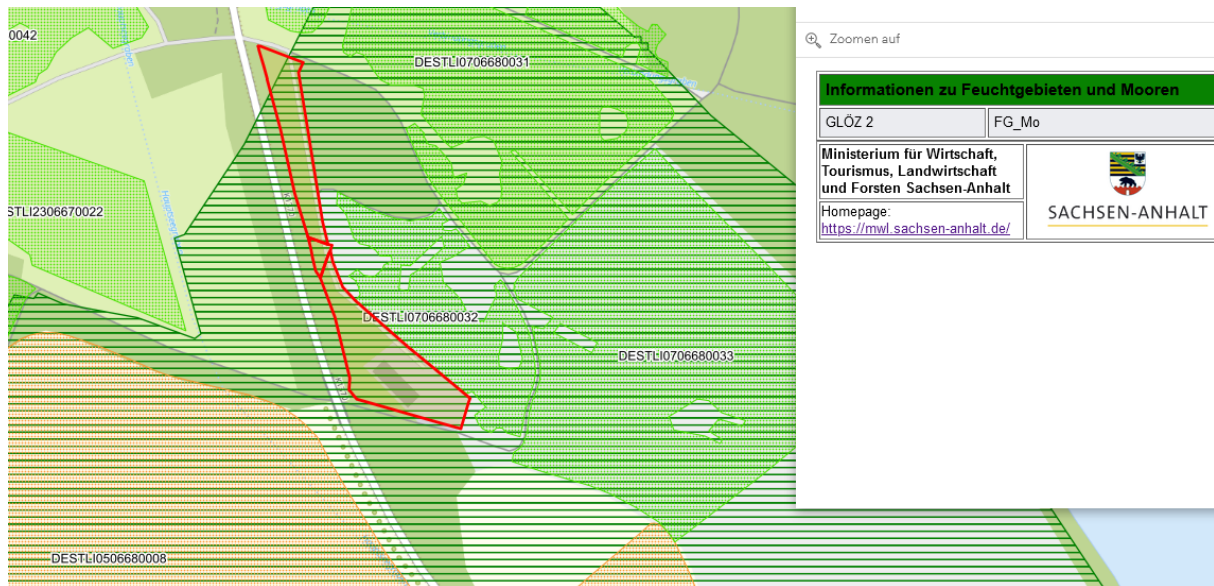 0042
DESTLI0706680031
STLI2306670022
DESTLI0706680032
DESTLI0706680033
DESTLI0506680008
Zoomen auf
Informationen zu Feuchtgebieten und Mooren
GLÖZ 2
FG_Mo
Ministerium für Wirtschaft,
Tourismus, Landwirtschaft
und Forsten Sachsen-Anhalt
Homepage:
https://mwl.sachsen-anhalt.de/
SACHSEN-ANHALT